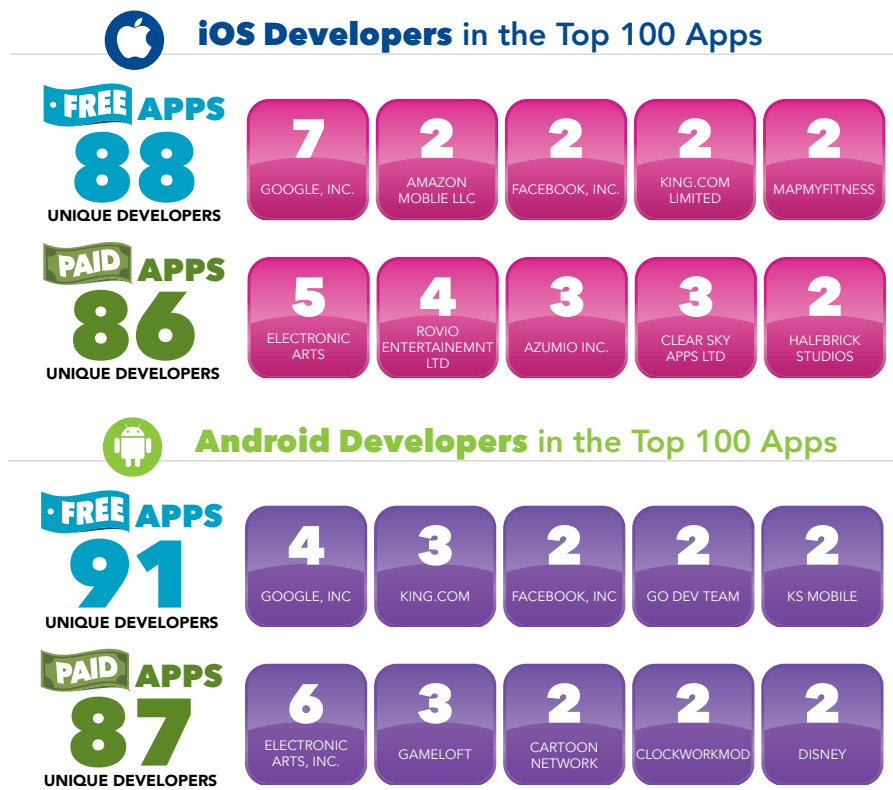 iOS Developers in the Top 100 Apps
FREE APPS
88
UNIQUE DEVELOPERS
7
GOOGLE, INC.
2
AMAZON
MOBLIE LLC
2
FACEBOOK, INC.
2
KING.COM
LIMITED
2
MAPMYFITNESS
PAID APPS
86
UNIQUE DEVELOPERS
5
ELECTRONIC
ARTS
4
ROVIO
ENTERTAINEMNT
LTD
3
AZUMIO INC.
3
CLEAR SKY
APPS LTD
2
HALFBRICK
STUDIOS
Android Developers in the Top 100 Apps
FREE APPS
91
UNIQUE DEVELOPERS
4
GOOGLE, INC
3
KING.COM
2
FACEBOOK, INC
2
GO DEV TEAM
2
KS MOBILE
PAID APPS
87
UNIQUE DEVELOPERS
6
ELECTRONIC
ARTS, INC.
3
GAMELOFT
2
CARTOON
NETWORK
2
CLOCKWORKMOD
2
DISNEY